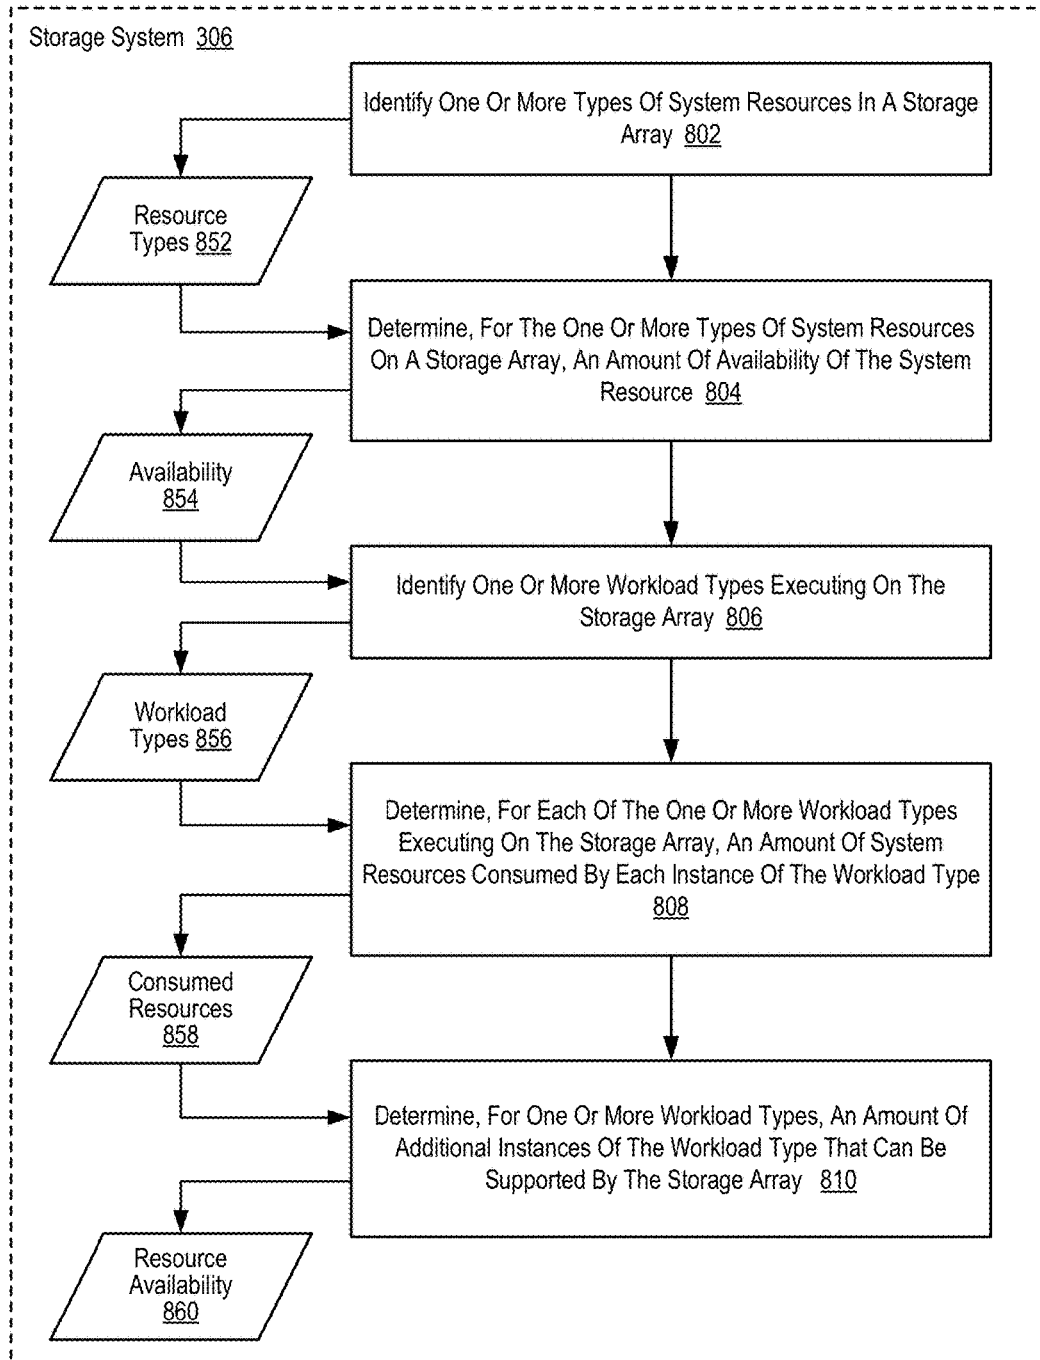 Storage System 306
Identify One Or More Types Of System Resources In A Storage
Array 802
Resource
Types 852
Determine, For The One Or More Types Of System Resources
On A Storage Array, An Amount Of Availability Of The System
Resource 804
Availability
854
Identify One Or More Workload Types Executing On The
Storage Array 806
Workload
Types 856
Determine, For Each Of The One Or More Workload Types
Executing On The Storage Array, An Amount Of System
Resources Consumed By Each Instance Of The Workload Type
808
Consumed
Resources
858
Determine, For One Or More Workload Types, An Amount Of
Additional Instances Of The Workload Type That Can Be
Supported By The Storage Array 810
Resource
Availability
860